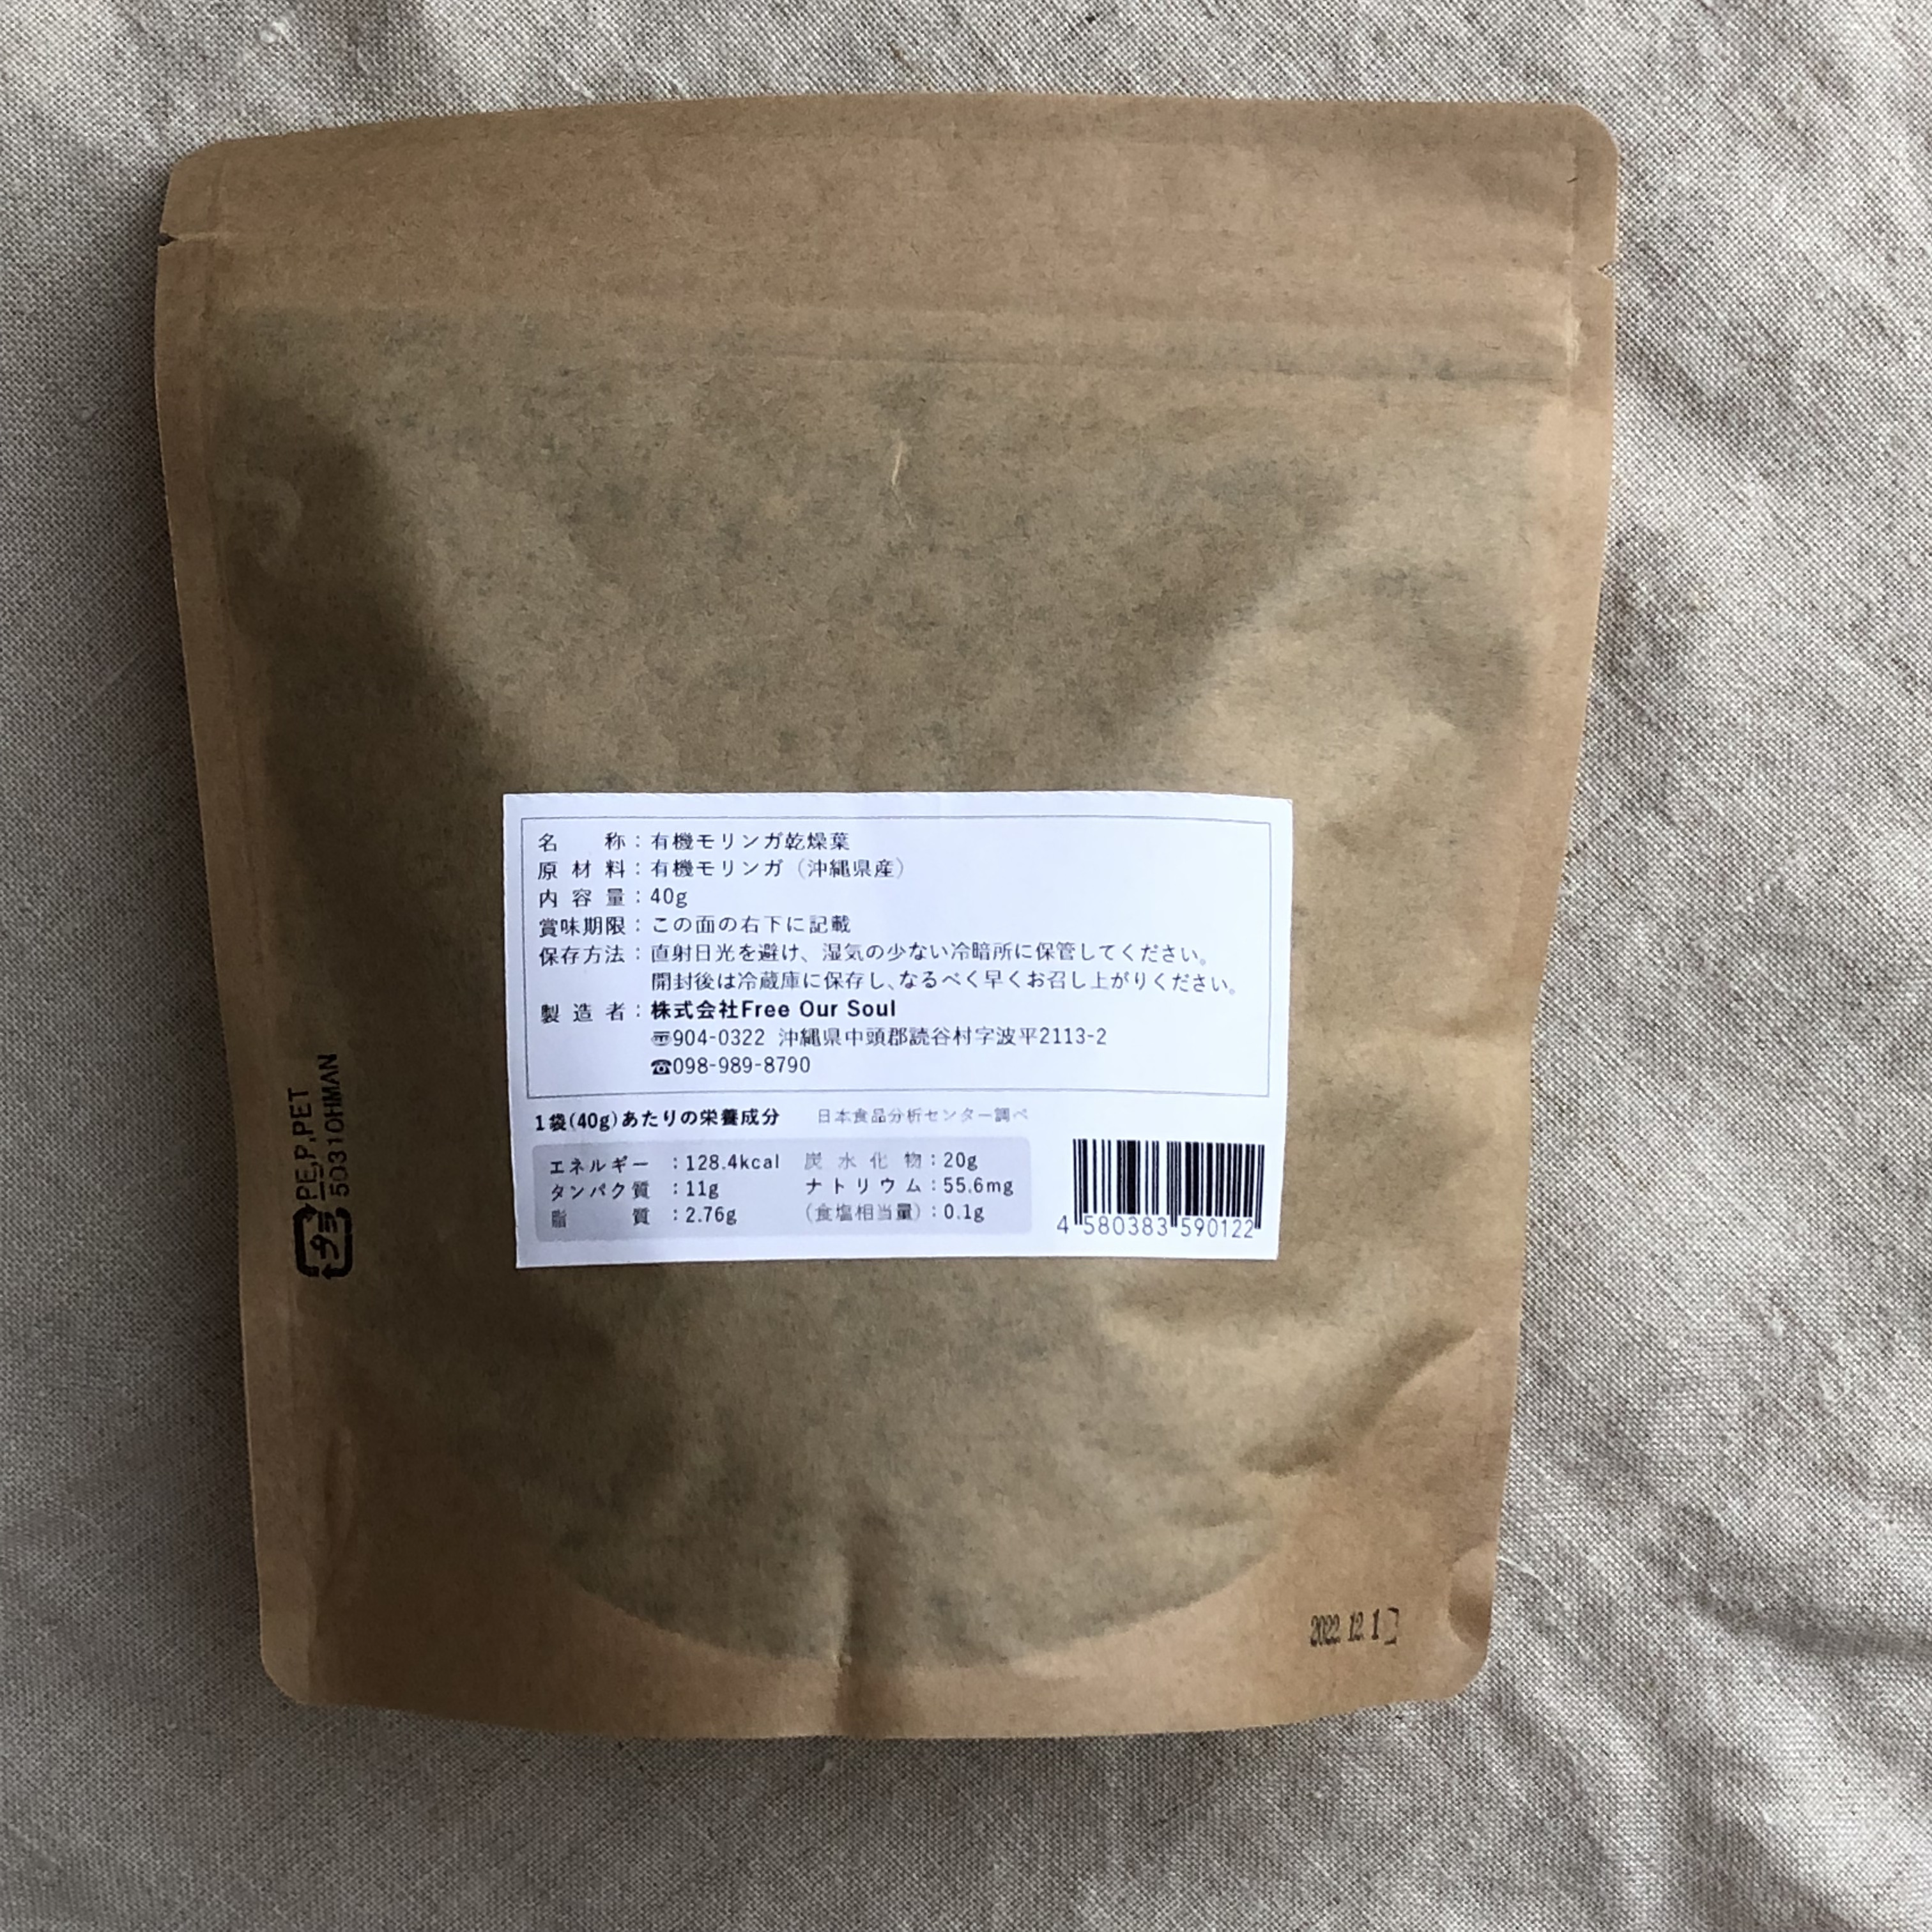 名 称：有機モリンガ乾燥葉
原 材 料：有機モリンガ（沖縄県産）
内 容 量：40g
賞味期限：この面の右下に記載
保存方法：直射日光を避け、湿気の少ない冷暗所に保管してください。
開封後は冷蔵庫に保存し、なるべく早くお召し上がりください。
製 造 者：株式会社Free Our Soul
〠904-0322 沖縄県中頭郡読谷村字波平2113-2
☎098-989-8790
1袋(40g)あたりの栄養成分 日本食品分析センター調べ
エネルギー ：128.4kcal 炭 水 化 物：20g
タンパク質 ：11g ナ ト リ ウ ム：55.6mg
脂 質 ：2.76g （食塩相当量）：0.1g
4 580383 590122
プラ
PE,P,PET
50310HMAN
2022.12.1